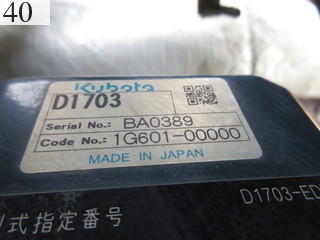 40
Kubota
D1703
Serial No.: BA0389
Code No.: 1G601-00000
MADE IN JAPAN
D1703-ED
式指定番号